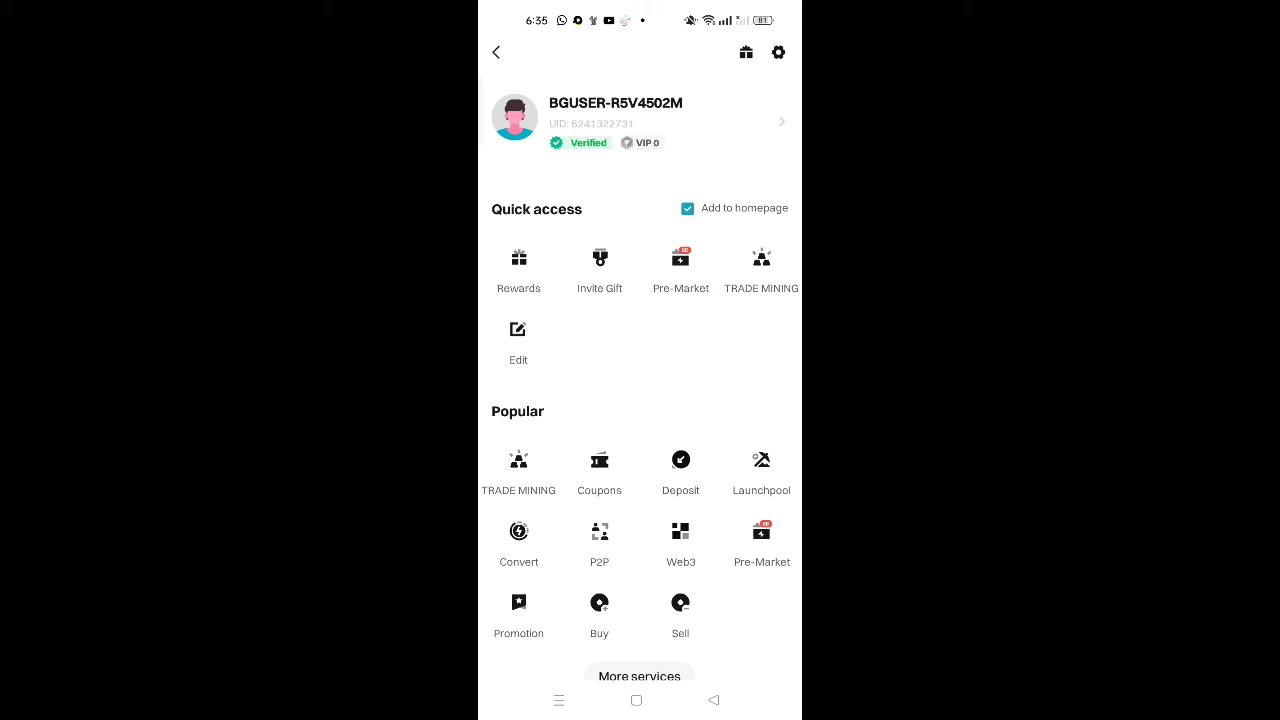 6:35
81
BGUSER-R5V4502M
UID: 6241322731
Verified VIP 0
Quick access Add to homepage
Rewards Invite Gift Pre-Market TRADE MINING
Edit
Popular
TRADE MINING Coupons Deposit Launchpool
Convert P2P Web3 Pre-Market
Promotion Buy Sell
More services